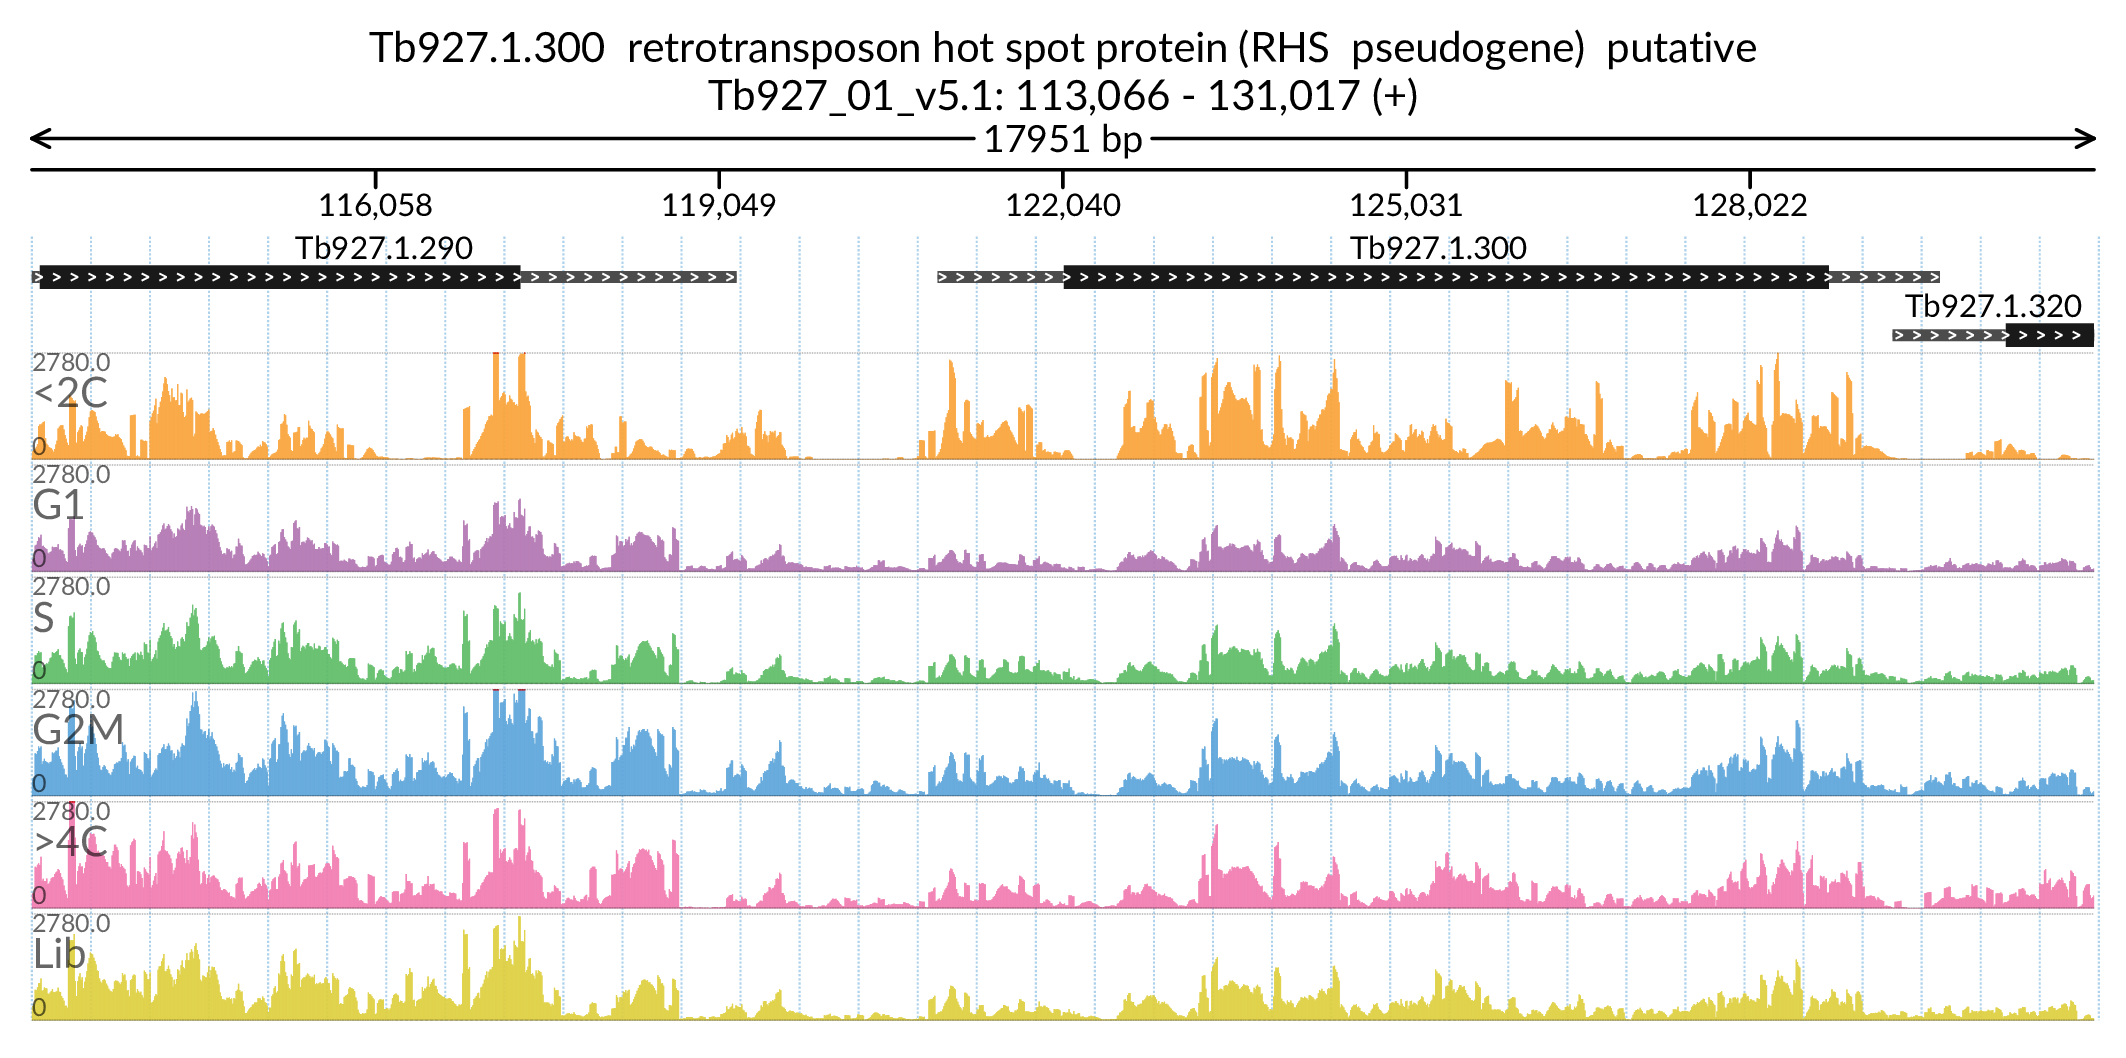 Tb927.1.300  retrotransposon hot spot protein (RHS  pseudogene)  putative
Tb927_01_v5.1: 113,066 - 131,017 (+)
17951 bp
116,058 119,049 122,040 125,031 128,022
Tb927.1.290 Tb927.1.300
Tb927.1.320
2780.0
<2C
0
2780.0
G1
0
2780.0
S
0
2780.0
G2M
0
2780.0
>4C
0
2780.0
Lib
0